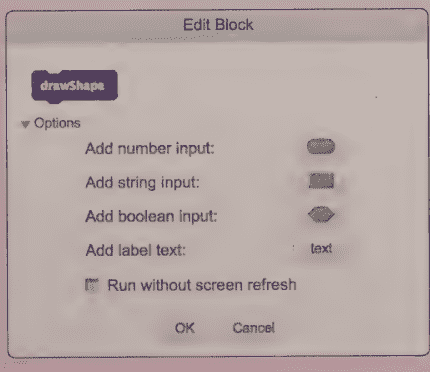 Edit Block
drawShape
Options
Add number input:
Add string input:
Add boolean input:
Add label text: text
Run without screen refresh
OK Cancel